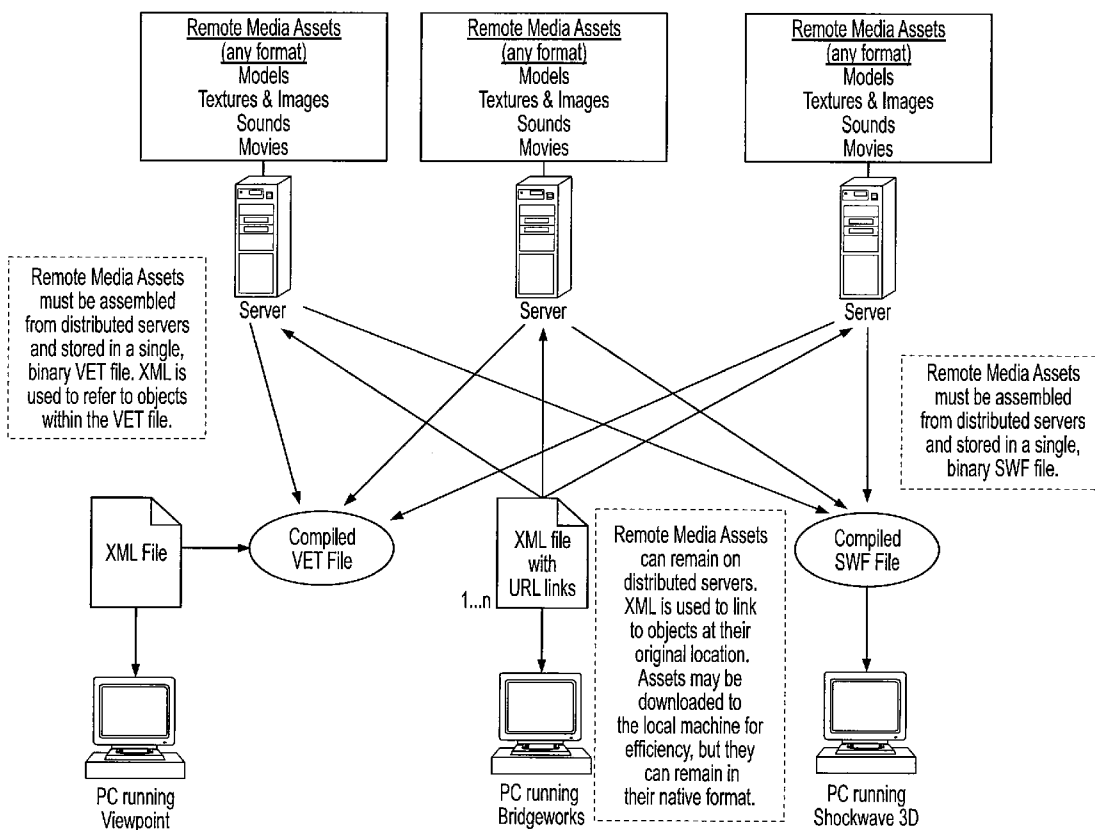 Remote Media Assets
(any format)
Models
Textures & Images
Sounds
Movies
Remote Media Assets
(any format)
Models
Textures & Images
Sounds
Movies
Remote Media Assets
(any format)
Models
Textures & Images
Sounds
Movies
Server
Server
Server
Remote Media Assets
must be assembled
from distributed servers
and stored in a single,
binary VET file. XML is
used to refer to objects
within the VET file.
Remote Media Assets
must be assembled
from distributed servers
and stored in a single,
binary SWF file.
XML File
Compiled
VET File
XML file
with
URL links
1...n
Remote Media Assets
can remain on
distributed servers.
XML is used to link
to objects at their
original location.
Assets may be
downloaded to
the local machine for
efficiency, but they
can remain in
their native format.
Compiled
SWF File
PC running
Viewpoint
PC running
Bridgeworks
PC running
Shockwave 3D